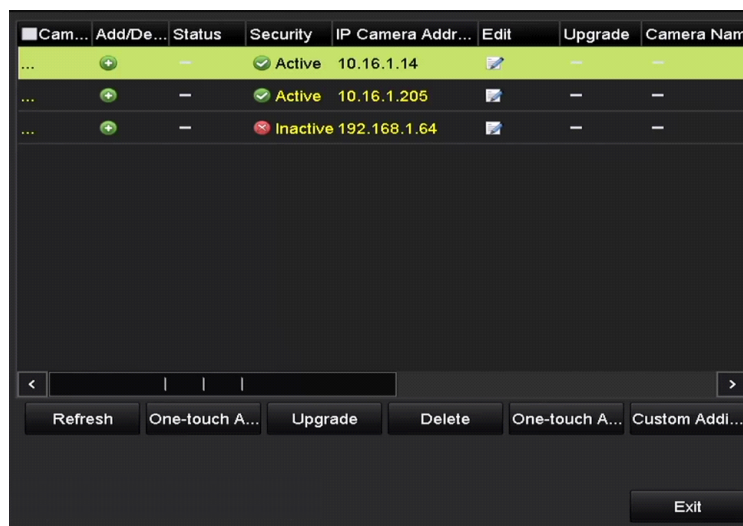 Cam... Add/De... Status Security IP Camera Addr... Edit Upgrade Camera Nam
... – Active 10.16.1.14 – –
... – Active 10.16.1.205 – –
... – Inactive 192.168.1.64 – –
< >
Refresh One-touch A... Upgrade Delete One-touch A... Custom Addi...
Exit